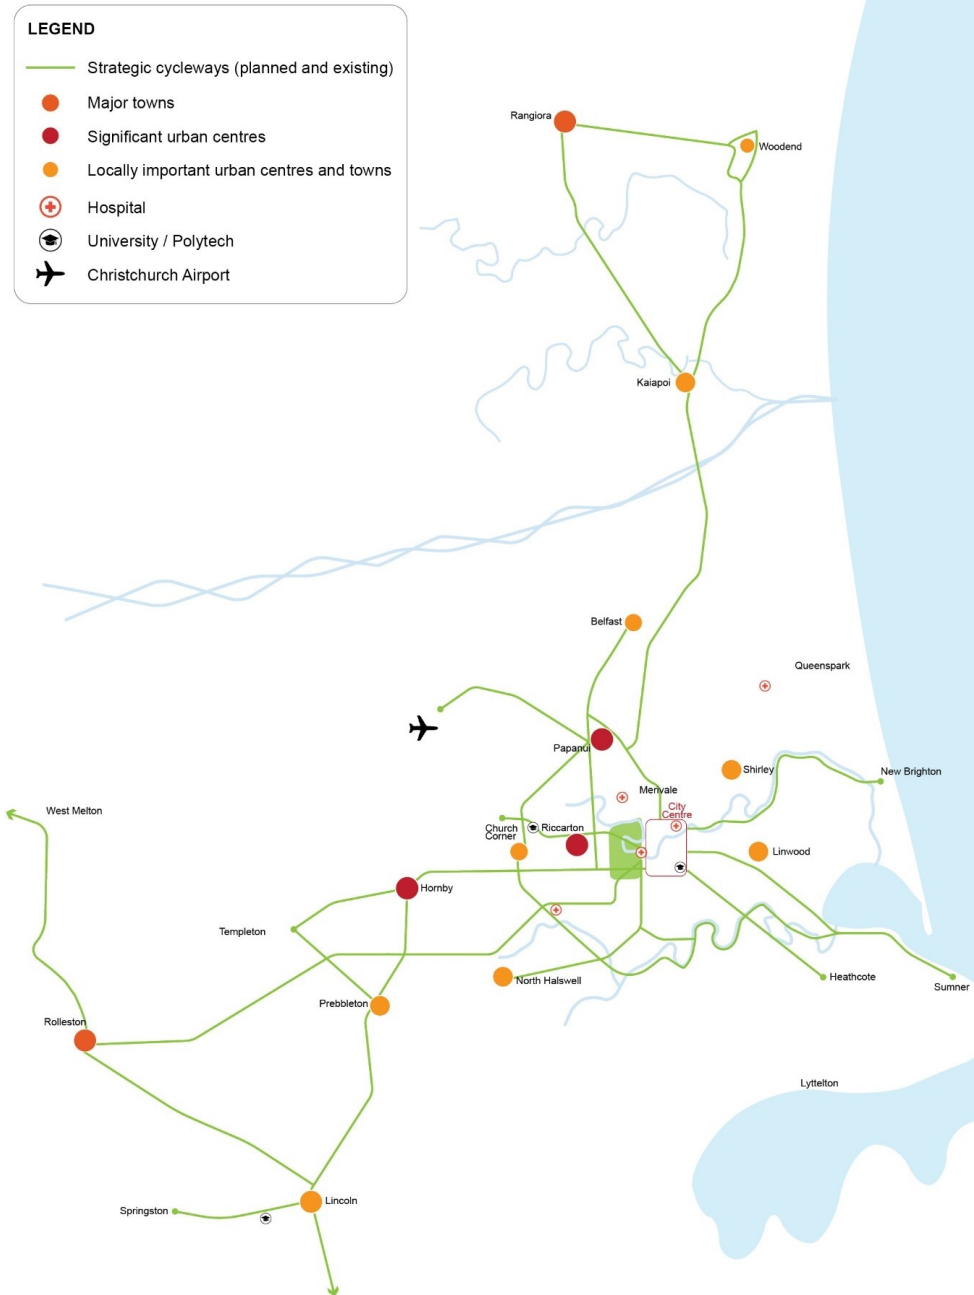 LEGEND
Strategic cycleways (planned and existing)
Major towns
Significant urban centres
Locally important urban centres and towns
Hospital
University / Polytech
Christchurch Airport
Rangiora
Woodend
Kaiapoi
Belfast
Queenspark
Papanui
Shirley
New Brighton
Merivale
City
Centre
West Melton
Church
Corner
Riccarton
Linwood
Hornby
Templeton
North Halswell
Heathcote
Sumner
Prebbleton
Rolleston
Lyttelton
Lincoln
Springston